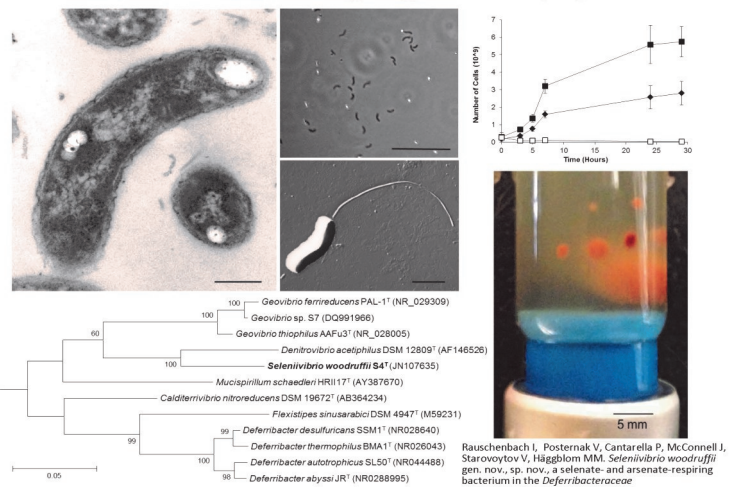 7
6
5
4
3
2
1
0
Number of Cells (10^9)
0 5 10 15 20 25 30
Time (Hours)
100
Geovibrio ferrireducens PAL-1ᵀ (NR_029309)
100
Geovibrio sp. S7 (DQ991966)
60
Geovibrio thiophilus AAFu3ᵀ (NR_028005)
Denitrovibrio acetiphilus DSM 12809ᵀ (AF146526)
100
Seleniivibrio woodruffii S4ᵀ (JN107635)
Mucispirillum schaedleri HRII17ᵀ (AY387670)
Calditerrivibrio nitroreducens DSM 19672ᵀ (AB364234)
Flexistipes sinusarabici DSM 4947ᵀ (M59231)
99
99
Deferribacter desulfuricans SSM1ᵀ (NR028640)
Deferribacter thermophilus BMA1ᵀ (NR026043)
100
Deferribacter autotrophicus SL50ᵀ (NR044488)
98
Deferribacter abyssi JRᵀ (NR0288995)
0.05
5 mm
Rauschenbach I, Posternak V, Cantarella P, McConnell J,
Starovoytov V, Häggblom MM. Seleniivibrio woodruffii
gen. nov., sp. nov., a selenate- and arsenate-respiring
bacterium in the Deferribacteraceae